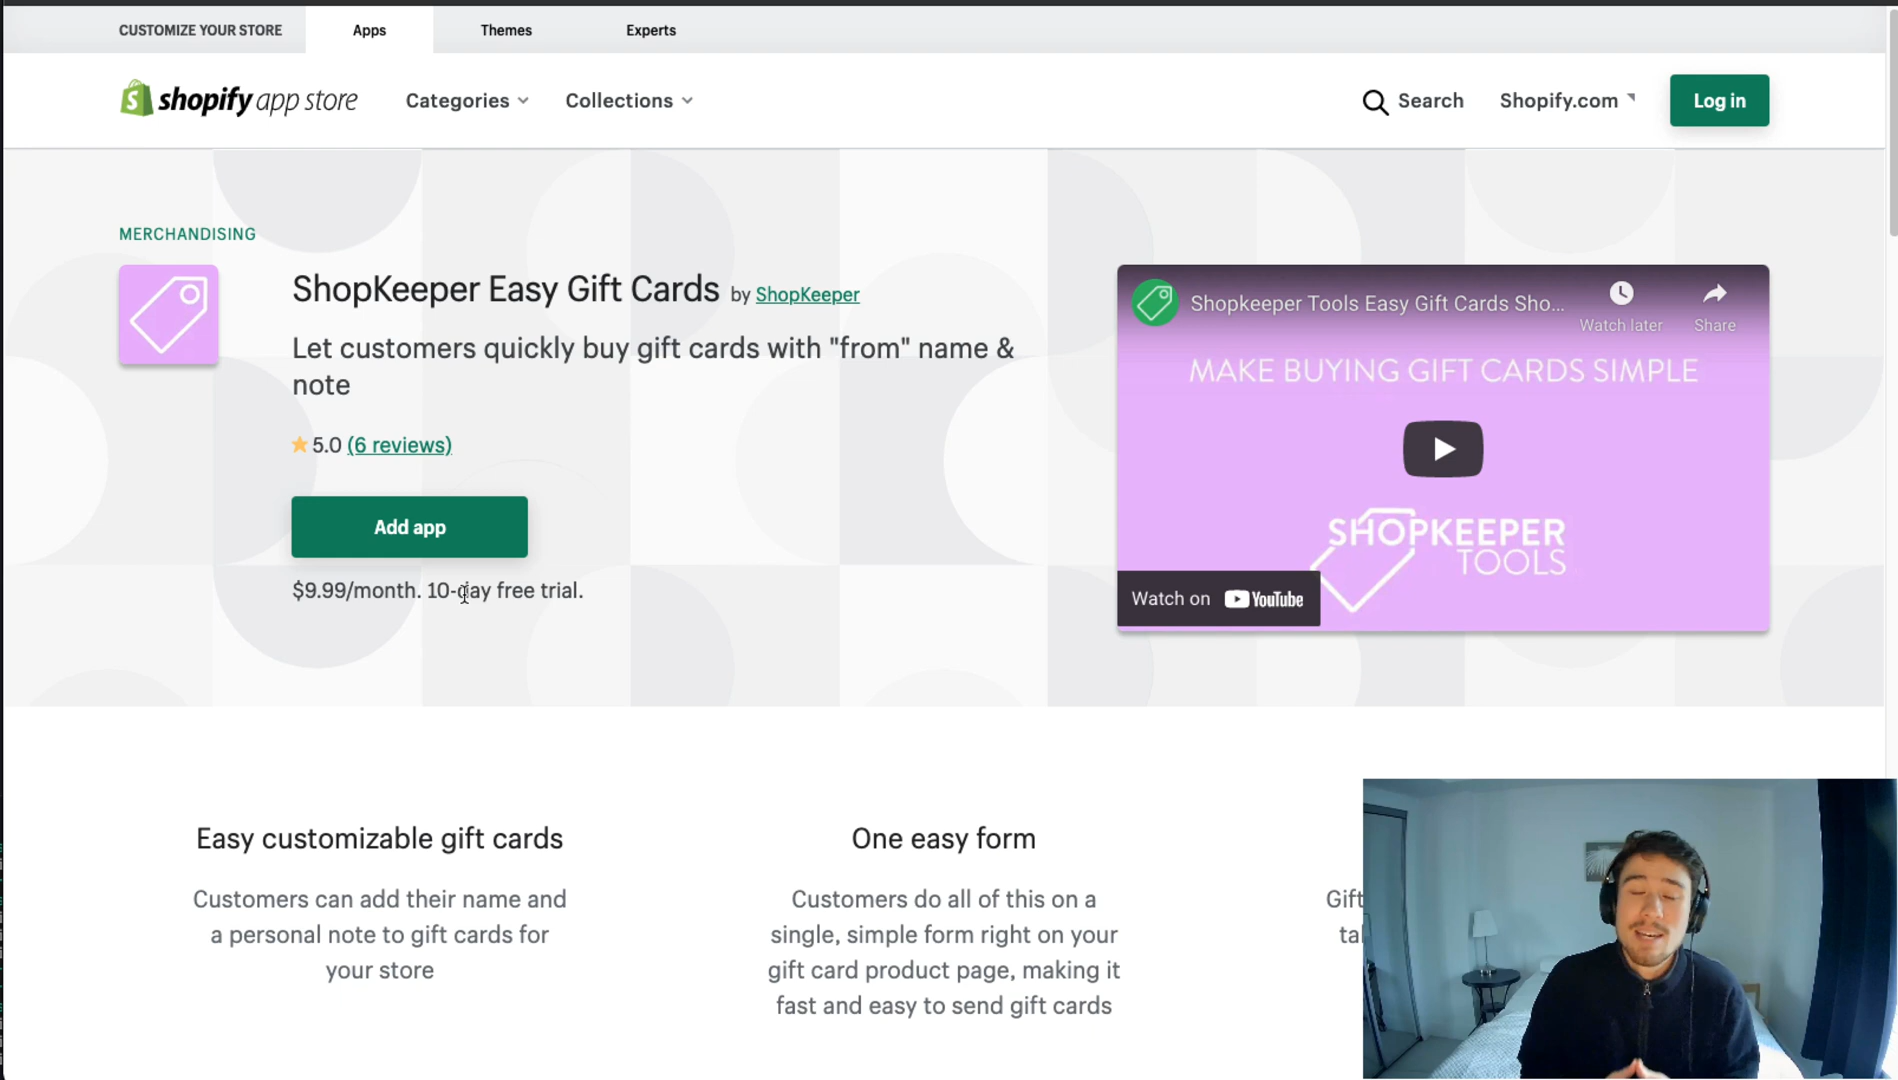 CUSTOMIZE YOUR STORE Apps Themes Experts
shopify app store Categories Collections Search Shopify.com Log in
MERCHANDISING
ShopKeeper Easy Gift Cards by ShopKeeper
Let customers quickly buy gift cards with "from" name &
note
5.0 (6 reviews)
Add app
$9.99/month. 10-day free trial.
Shopkeeper Tools Easy Gift Cards Sho...
Watch later
Share
MAKE BUYING GIFT CARDS SIMPLE
SHOPKEEPER
TOOLS
Watch on YouTube
Easy customizable gift cards
Customers can add their name and
a personal note to gift cards for
your store
One easy form
Customers do all of this on a
single, simple form right on your
gift card product page, making it
fast and easy to send gift cards
Gift